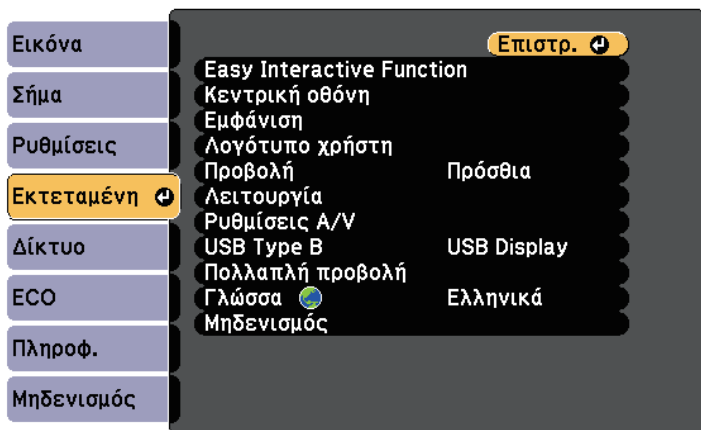 Εικόνα
Σήμα
Ρυθμίσεις
Εκτεταμένη
Δίκτυο
ECO
Πληροφ.
Μηδενισμός
Επιστρ.
Easy Interactive Function
Κεντρική οθόνη
Εμφάνιση
Λογότυπο χρήστη
Προβολή Πρόσθια
Λειτουργία
Ρυθμίσεις A/V
USB Type B USB Display
Πολλαπλή προβολή
Γλώσσα Ελληνικά
Μηδενισμός